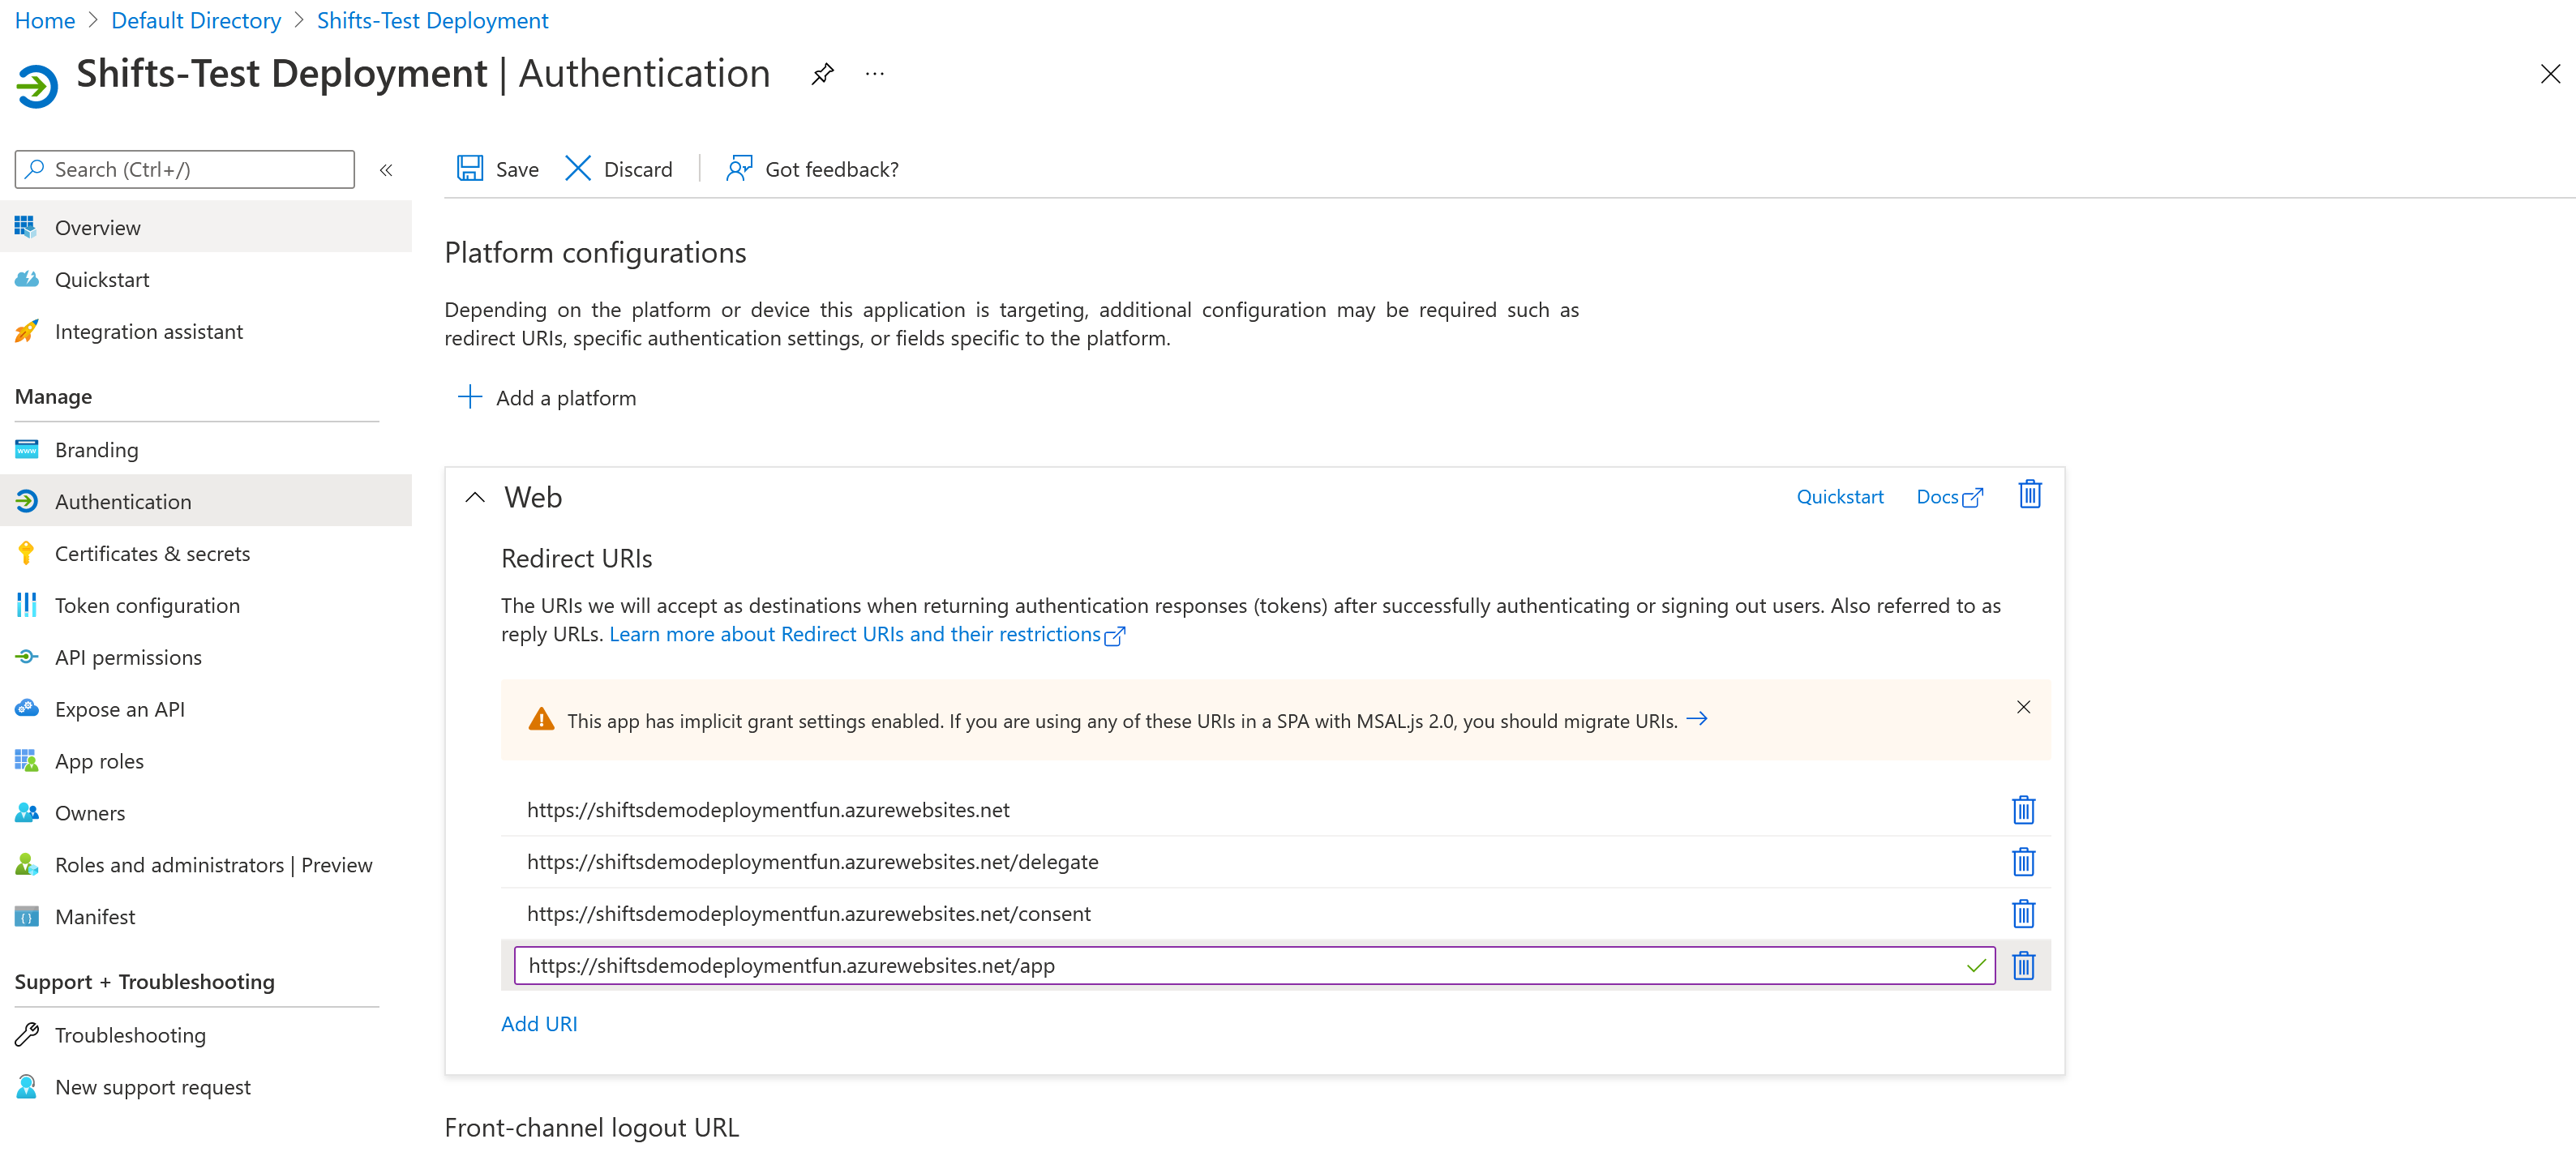 Home > Default Directory > Shifts-Test Deployment
Shifts-Test Deployment | Authentication
Search (Ctrl+/)
Save
Discard
Got feedback?
Overview
Quickstart
Integration assistant
Manage
Branding
Authentication
Certificates & secrets
Token configuration
API permissions
Expose an API
App roles
Owners
Roles and administrators | Preview
Manifest
Support + Troubleshooting
Troubleshooting
New support request
Platform configurations
Depending on the platform or device this application is targeting, additional configuration may be required such as
redirect URIs, specific authentication settings, or fields specific to the platform.
Add a platform
Web
Quickstart
Docs
Redirect URIs
The URIs we will accept as destinations when returning authentication responses (tokens) after successfully authenticating or signing out users. Also referred to as
reply URLs. Learn more about Redirect URIs and their restrictions
This app has implicit grant settings enabled. If you are using any of these URIs in a SPA with MSAL.js 2.0, you should migrate URIs.
https://shiftsdemodeploymentfun.azurewebsites.net
https://shiftsdemodeploymentfun.azurewebsites.net/delegate
https://shiftsdemodeploymentfun.azurewebsites.net/consent
https://shiftsdemodeploymentfun.azurewebsites.net/app
Add URI
Front-channel logout URL